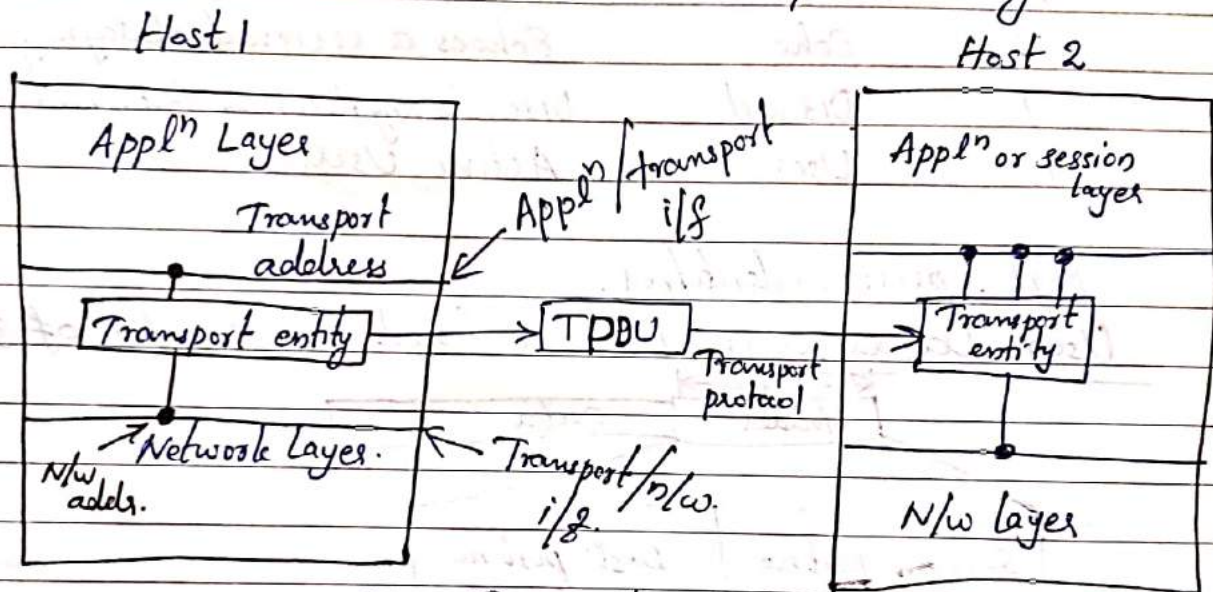 Host 1
Host 2
Applⁿ Layer
Applⁿ/transport
i/f
Applⁿ or session
layer
Transport
address
Transport entity
TPDU
Transport
protocol
Transport
entity
Network Layer.
N/w
addr.
Transport/n/w.
i/f.
N/w layer